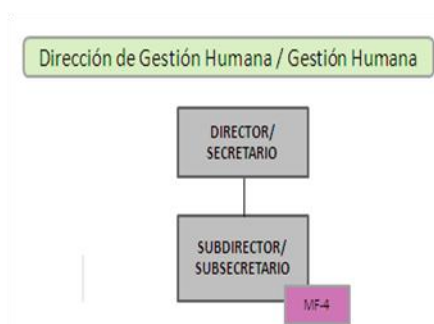 Dirección de Gestión Humana / Gestión Humana
DIRECTOR/
SECRETARIO
SUBDIRECTOR/
SUBSECRETARIO
MF-4